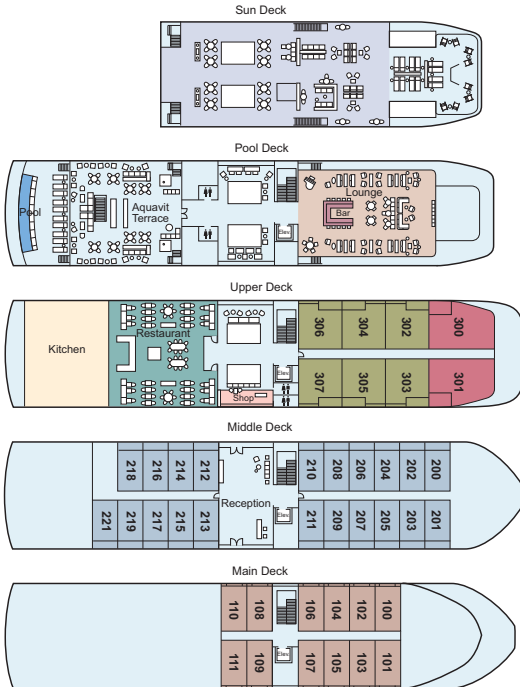 Sun Deck
Pool Deck
Pool
Aquavit
Terrace
Elev.
Lounge
Bar
Upper Deck
Kitchen
Restaurant
Shop
Elev.
306 304 302 300
307 305 303 301
Middle Deck
218 216 214 212
210 208 206 204 202 200
Reception
Elev.
221 219 217 215 213
211 209 207 205 203 201
Main Deck
110 108 106 104 102 100
Elev.
111 109 107 105 103 101